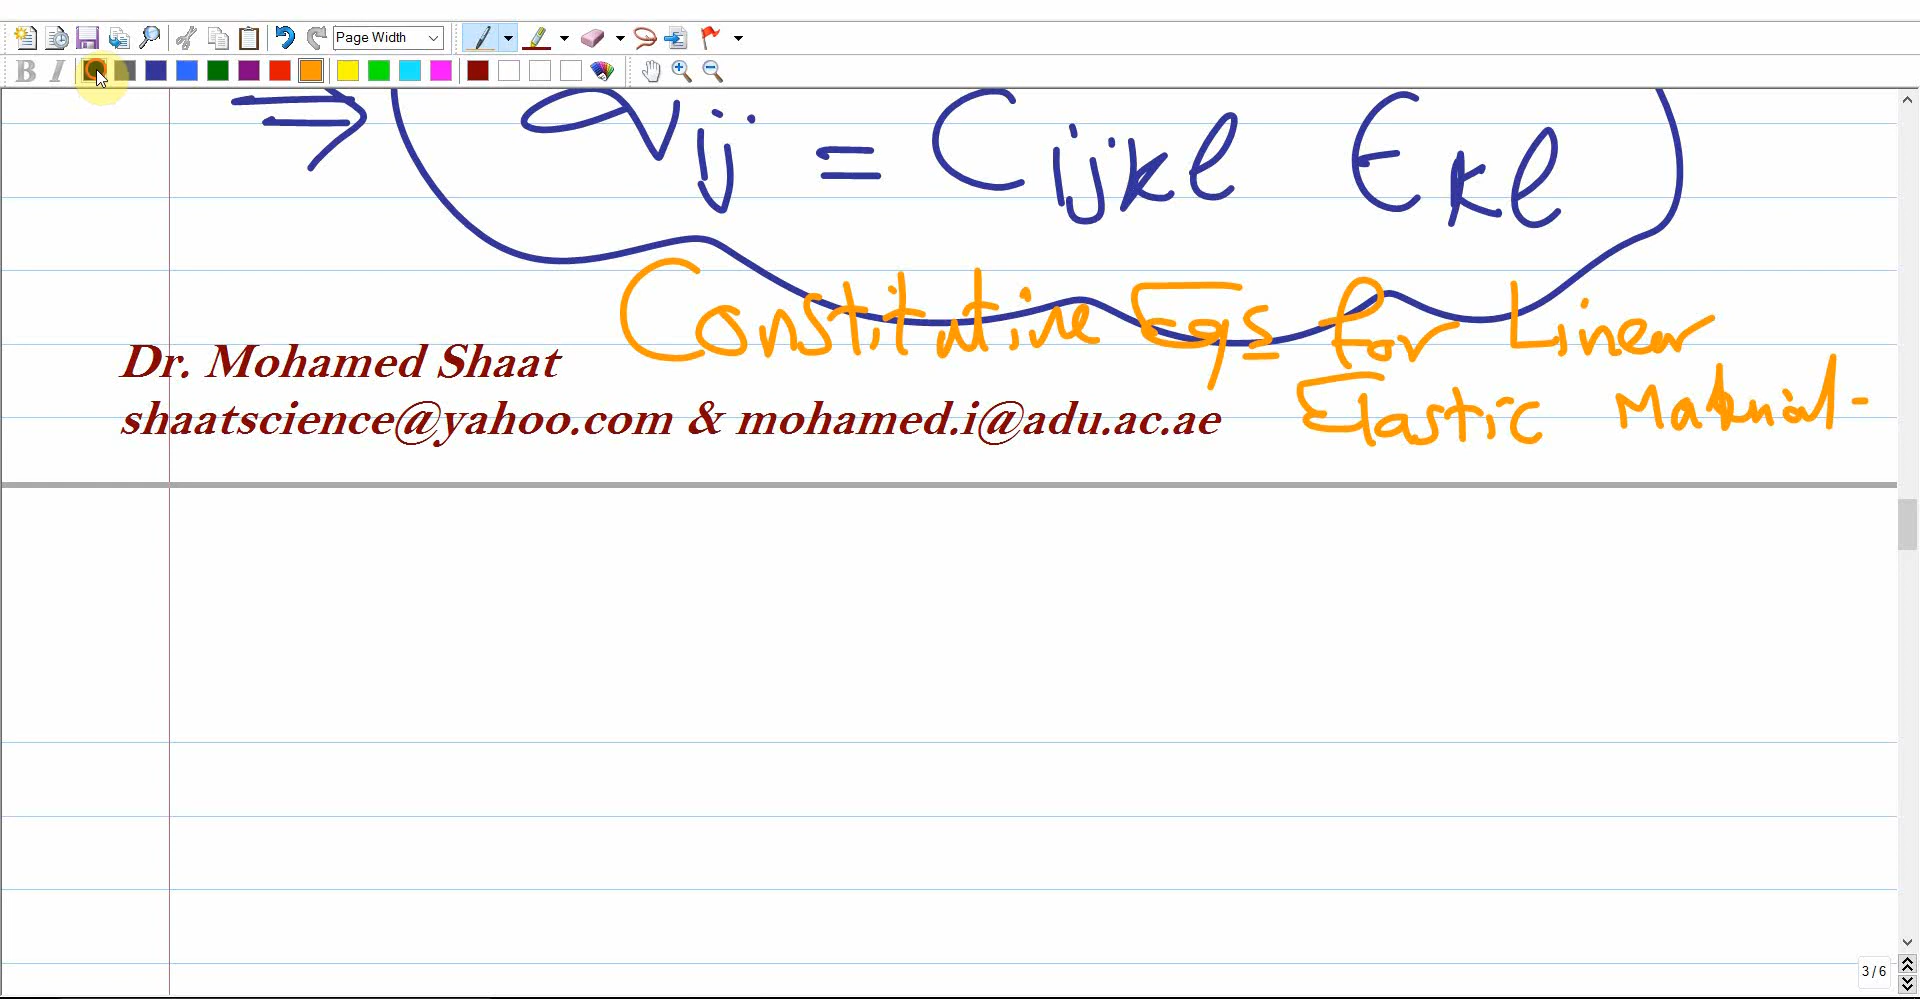 Page Width
B I
⇒ σij = Cijkl ϵkl
Constitutive Eqs for Linear
Elastic Material-
Dr. Mohamed Shaat
shaatscience@yahoo.com & mohamed.i@adu.ac.ae
3 / 6